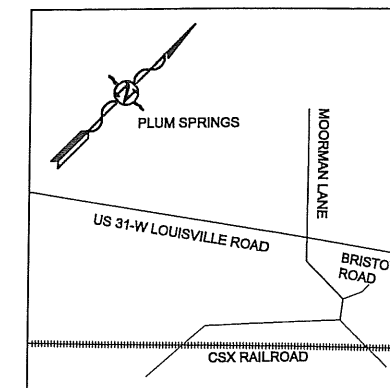 N
PLUM SPRINGS
MOORMAN LANE
US 31-W LOUISVILLE ROAD
BRISTO
ROAD
CSX RAILROAD